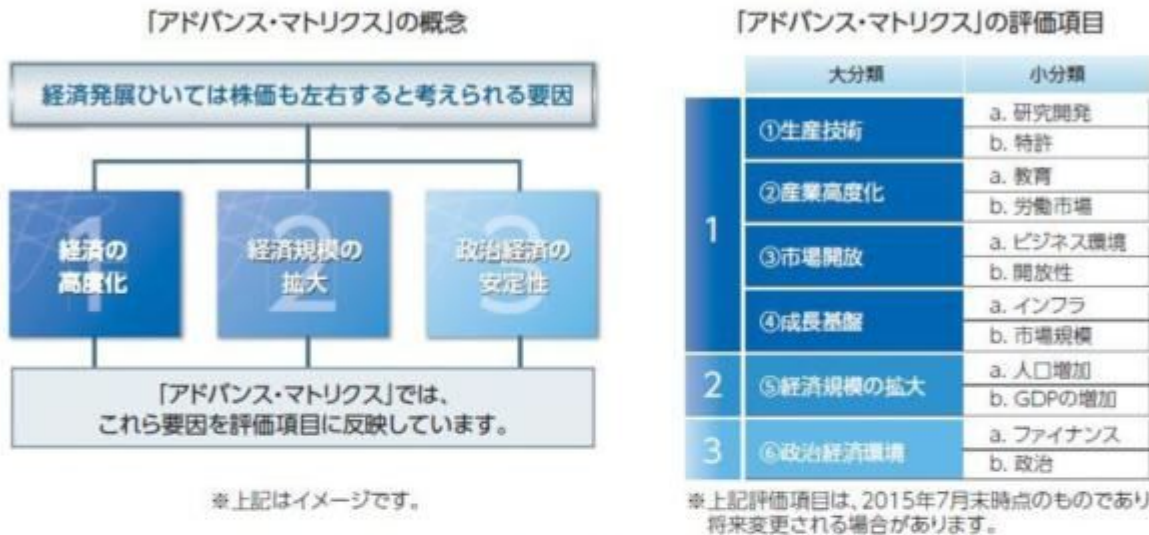 「アドバンス・マトリクス」の概念
経済発展ひいては株価も左右すると考えられる要因
1
経済の
高度化
2
経済規模の
拡大
3
政治経済の
安定性
「アドバンス・マトリクス」では、
これら要因を評価項目に反映しています。
※上記はイメージです。
「アドバンス・マトリクス」の評価項目
大分類 小分類
1
①生産技術
a. 研究開発
b. 特許
②産業高度化
a. 教育
b. 労働市場
③市場開放
a. ビジネス環境
b. 開放性
④成長基盤
a. インフラ
b. 市場規模
2
⑤経済規模の拡大
a. 人口増加
b. GDPの増加
3
⑥政治経済環境
a. ファイナンス
b. 政治
※上記評価項目は、2015年7月末時点のものであり
将来変更される場合があります。